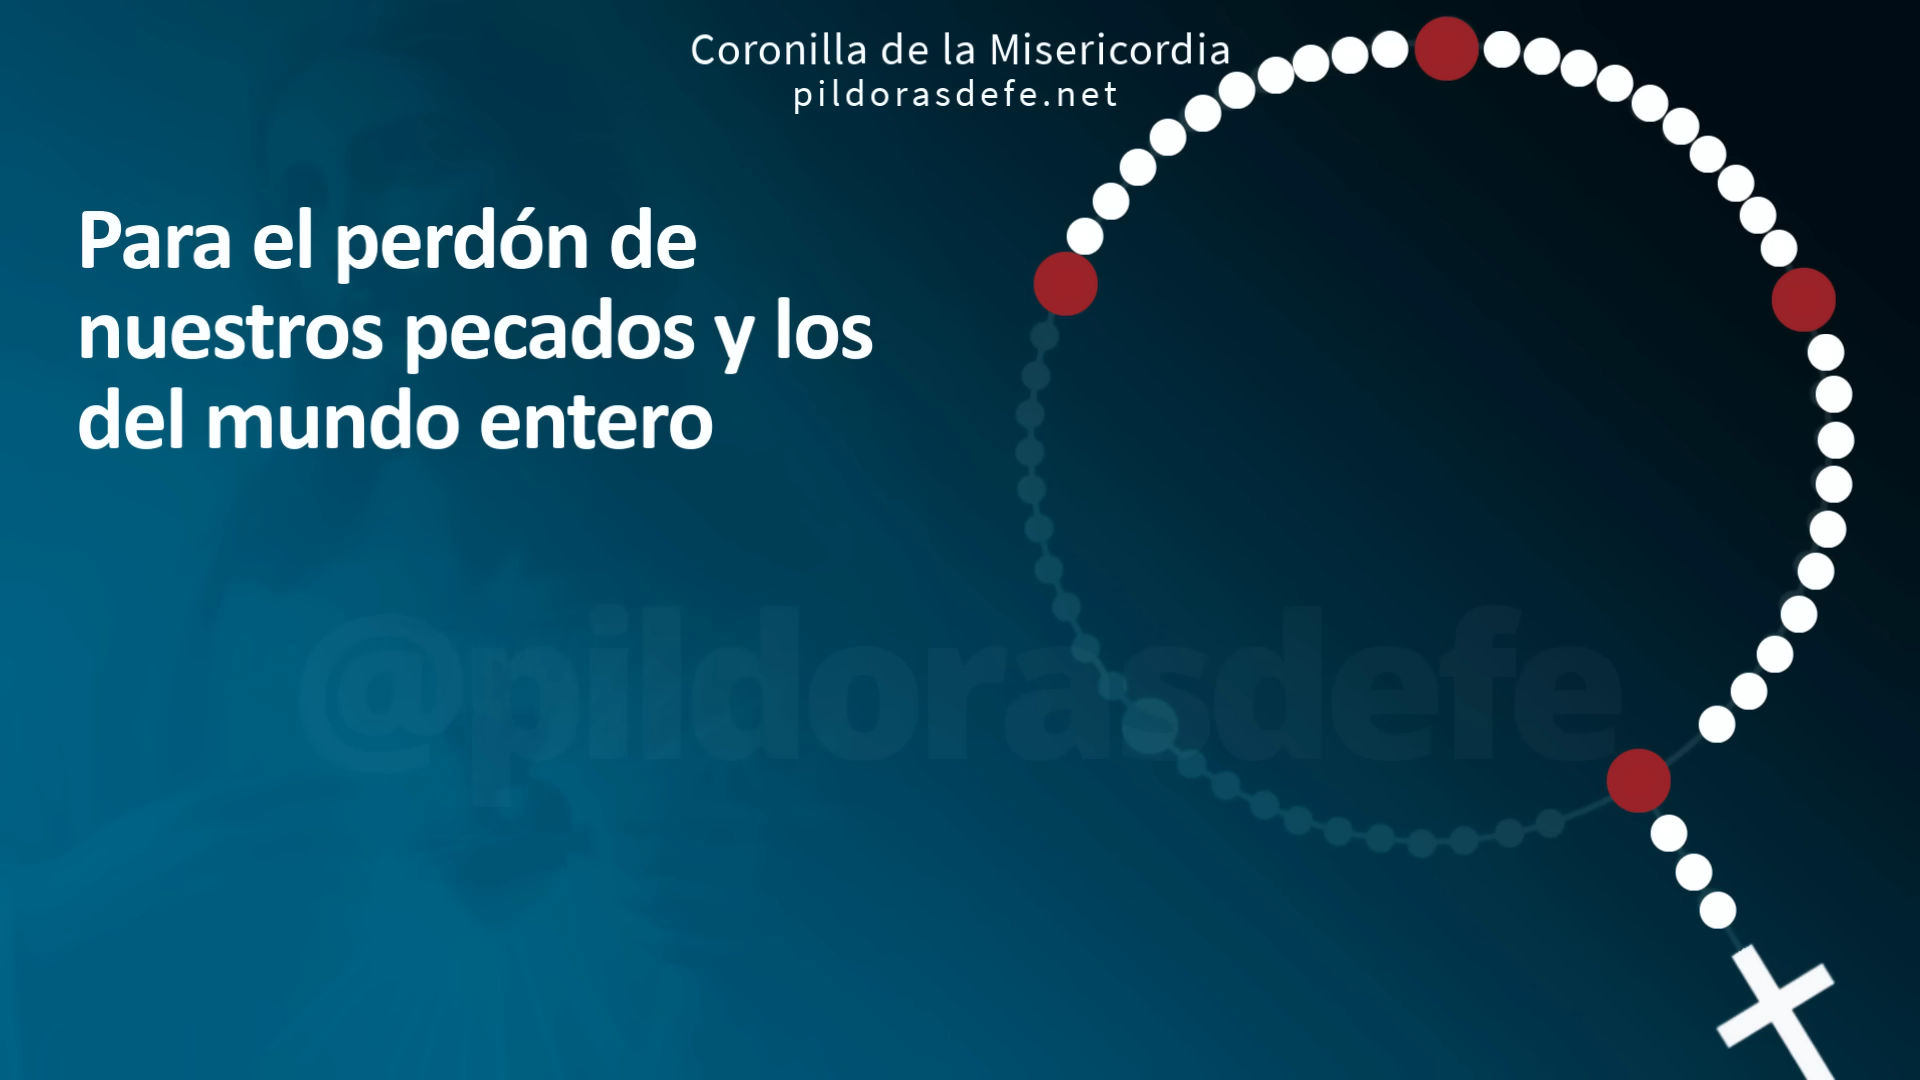 Coronilla de la Misericordia
pildorasdefe.net
Para el perdón de
nuestros pecados y los
del mundo entero
@pildorasdefe